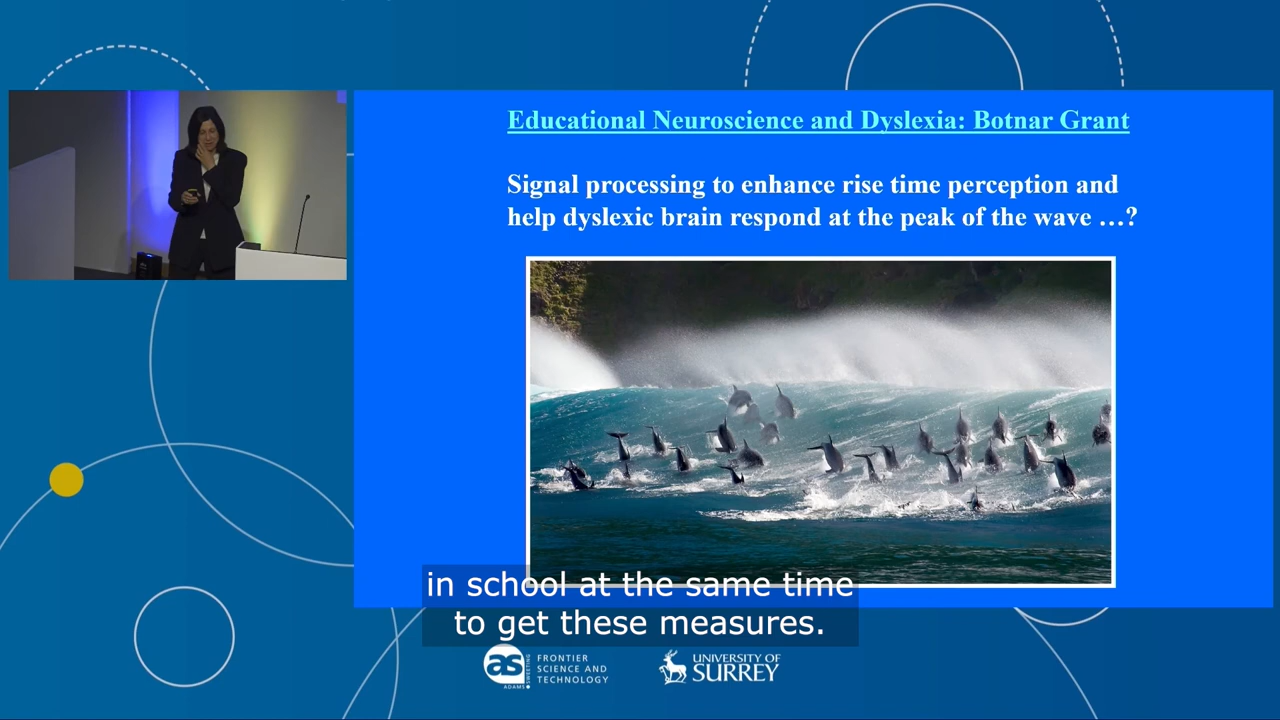 Educational Neuroscience and Dyslexia: Botnar Grant
Signal processing to enhance rise time perception and
help dyslexic brain respond at the peak of the wave …?
in school at the same time
to get these measures.
as
ADAMS SWEETING
FRONTIER
SCIENCE AND
TECHNOLOGY
UNIVERSITY OF
SURREY